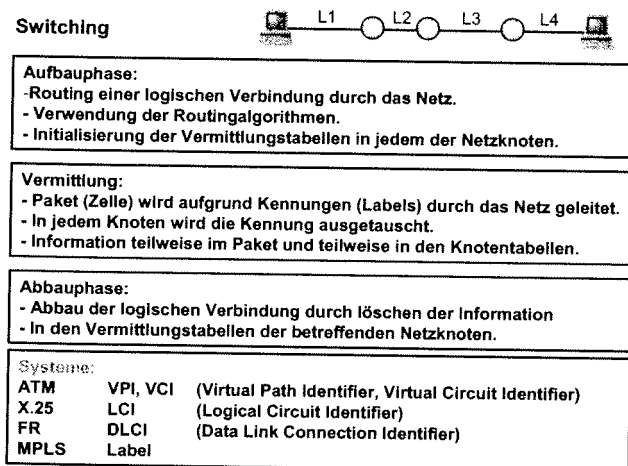 Switching
L1 L2 L3 L4
Aufbauphase:
-Routing einer logischen Verbindung durch das Netz.
- Verwendung der Routingalgorithmen.
- Initialisierung der Vermittlungstabellen in jedem der Netzknoten.
Vermittlung:
- Paket (Zelle) wird aufgrund Kennungen (Labels) durch das Netz geleitet.
- In jedem Knoten wird die Kennung ausgetauscht.
- Information teilweise im Paket und teilweise in den Knotentabellen.
Abbauphase:
- Abbau der logischen Verbindung durch löschen der Information
- In den Vermittlungstabellen der betreffenden Netzknoten.
Systeme:
ATM VPI, VCI (Virtual Path Identifier, Virtual Circuit Identifier)
X.25 LCI (Logical Circuit Identifier)
FR DLCI (Data Link Connection Identifier)
MPLS Label